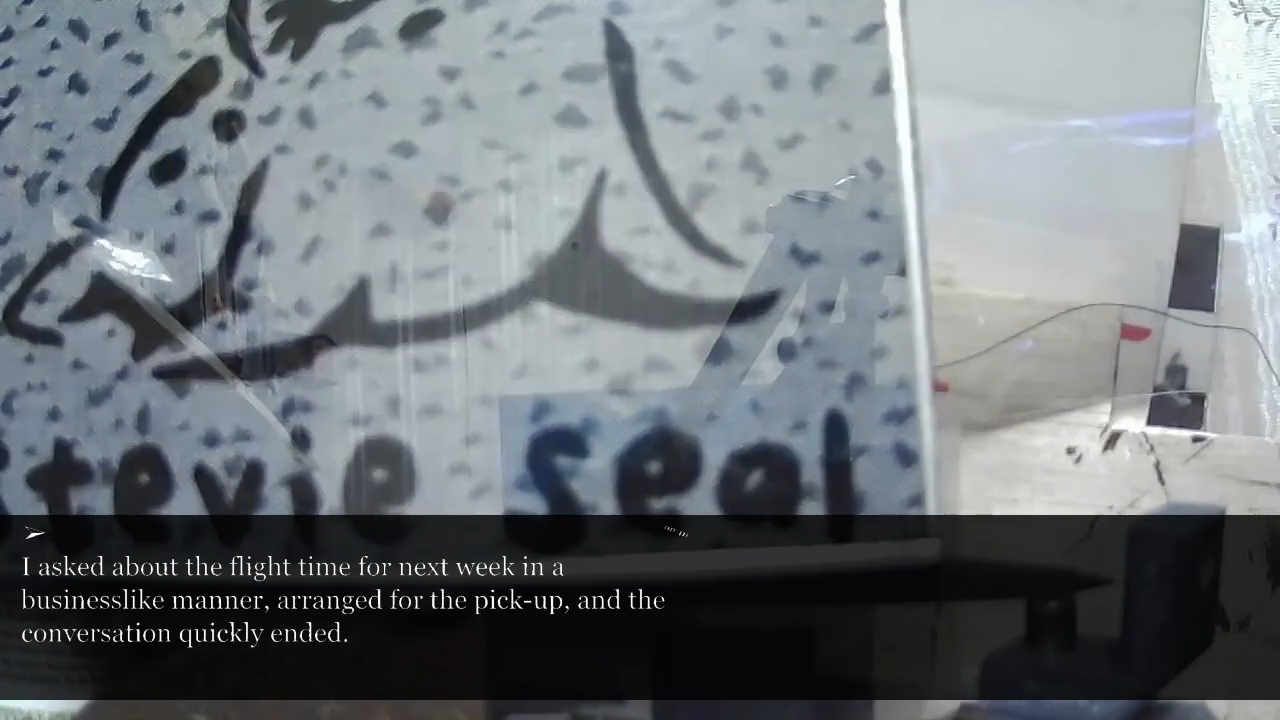 Stevie Seal
I asked about the flight time for next week in a
businesslike manner, arranged for the pick-up, and the
conversation quickly ended.